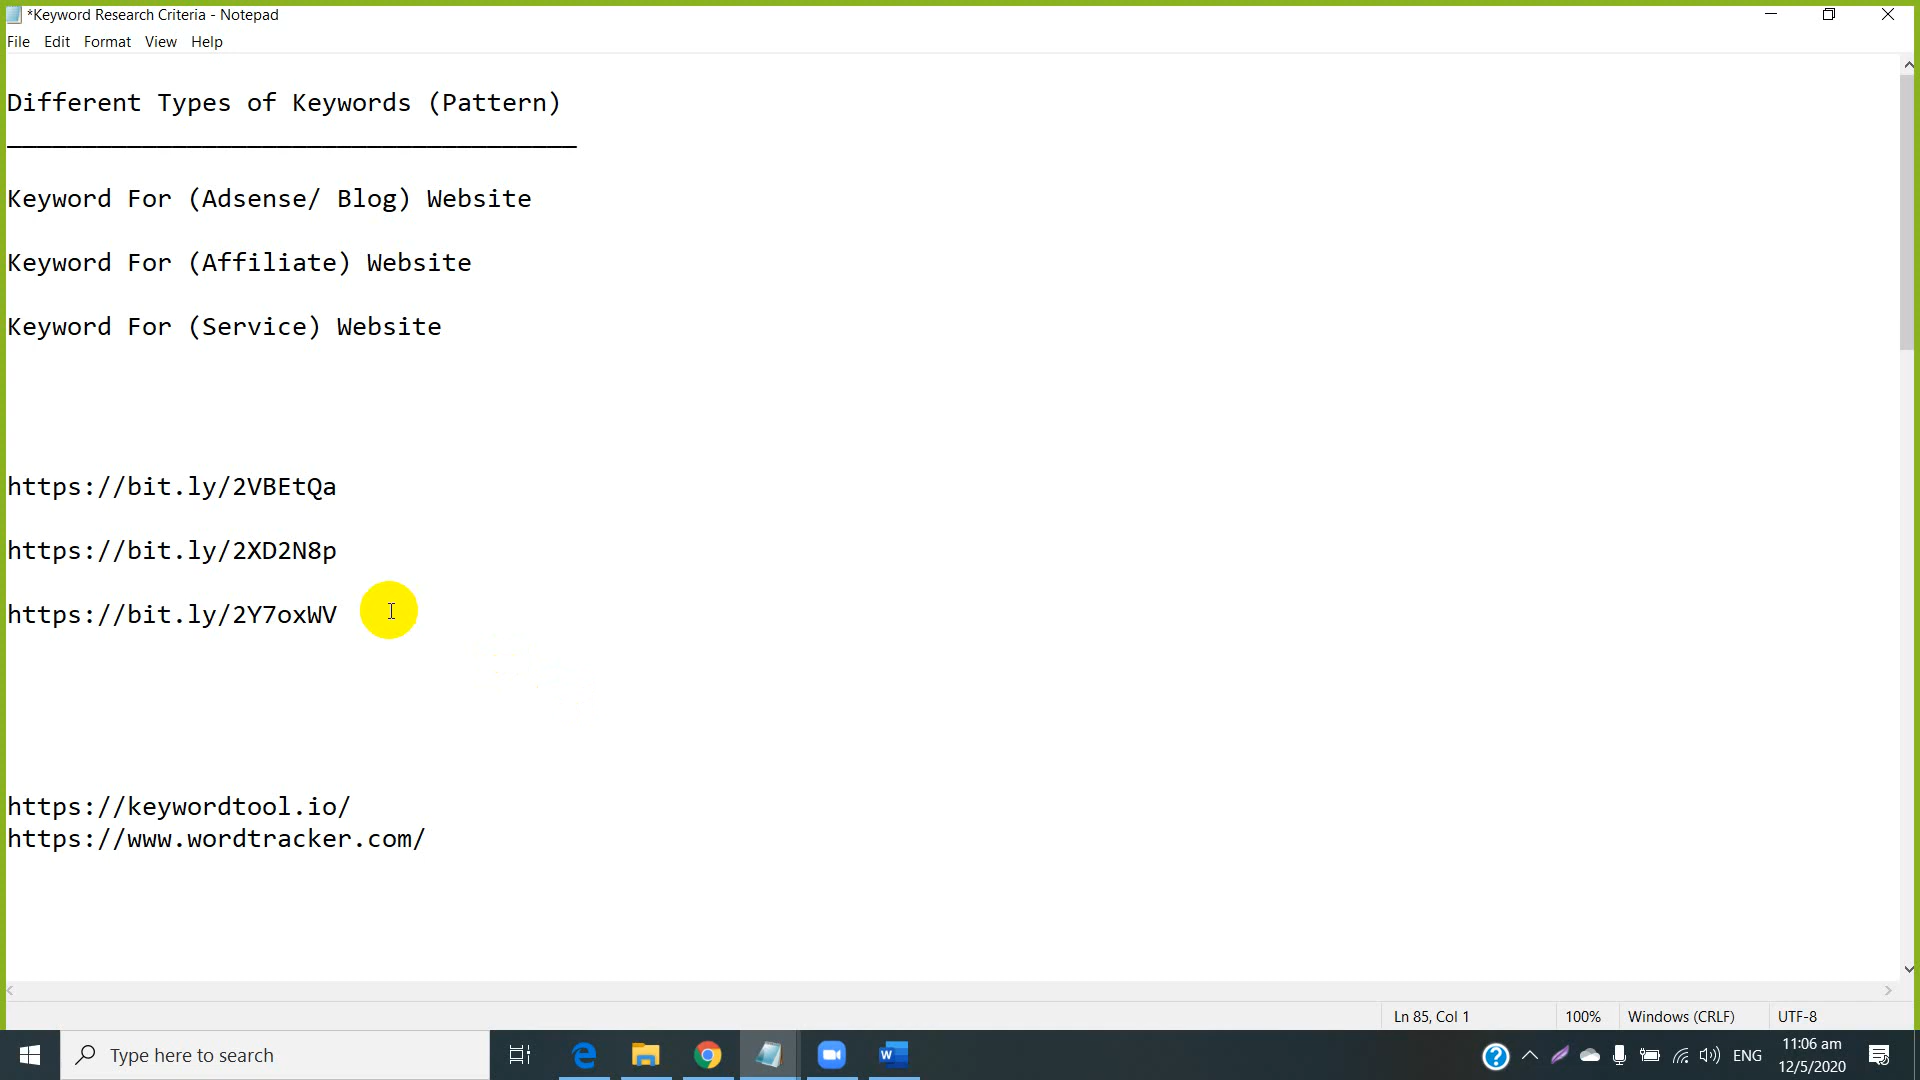 *Keyword Research Criteria - Notepad
File Edit Format View Help
Different Types of Keywords (Pattern)
______________________________________
Keyword For (Adsense/ Blog) Website
Keyword For (Affiliate) Website
Keyword For (Service) Website
https://bit.ly/2VBEtQa
https://bit.ly/2XD2N8p
https://bit.ly/2Y7oxWV
https://keywordtool.io/
https://www.wordtracker.com/
Ln 85, Col 1 100% Windows (CRLF) UTF-8
Type here to search
ENG
11:06 am
12/5/2020